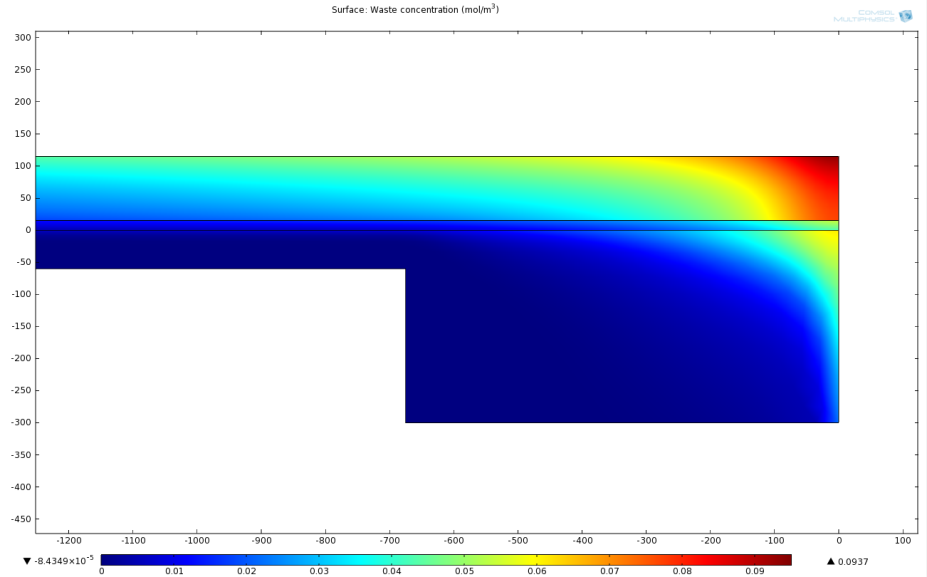 Surface: Waste concentration (mol/m³)
COMSOL
MULTIPHYSICS
300
250
200
150
100
50
0
-50
-100
-150
-200
-250
-300
-350
-400
-450
-1200 -1100 -1000 -900 -800 -700 -600 -500 -400 -300 -200 -100 0 100
▼ -8.4349×10⁻⁵ ▲ 0.0937
0 0.01 0.02 0.03 0.04 0.05 0.06 0.07 0.08 0.09